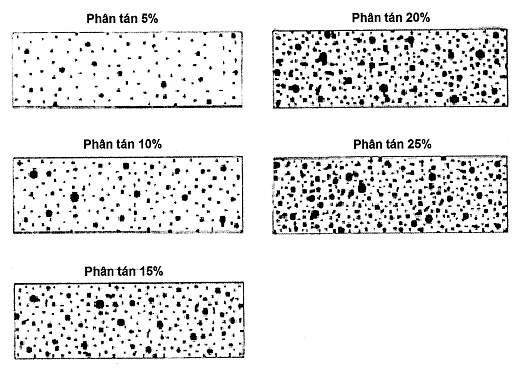 Phân tán 5%
Phân tán 20%
Phân tán 10%
Phân tán 25%
Phân tán 15%